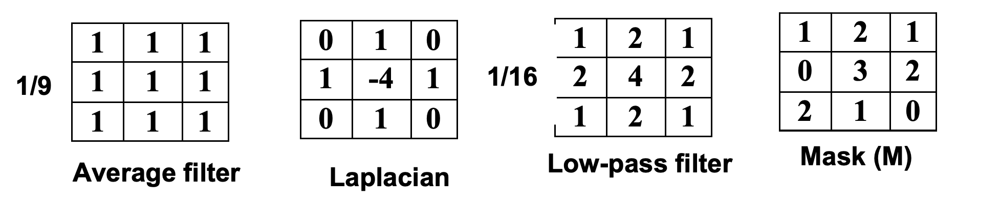 1 1 1
1/9 1 1 1
1 1 1
Average filter
0 1 0
1 -4 1
0 1 0
Laplacian
1 2 1
1/16 2 4 2
1 2 1
Low-pass filter
1 2 1
0 3 2
2 1 0
Mask (M)